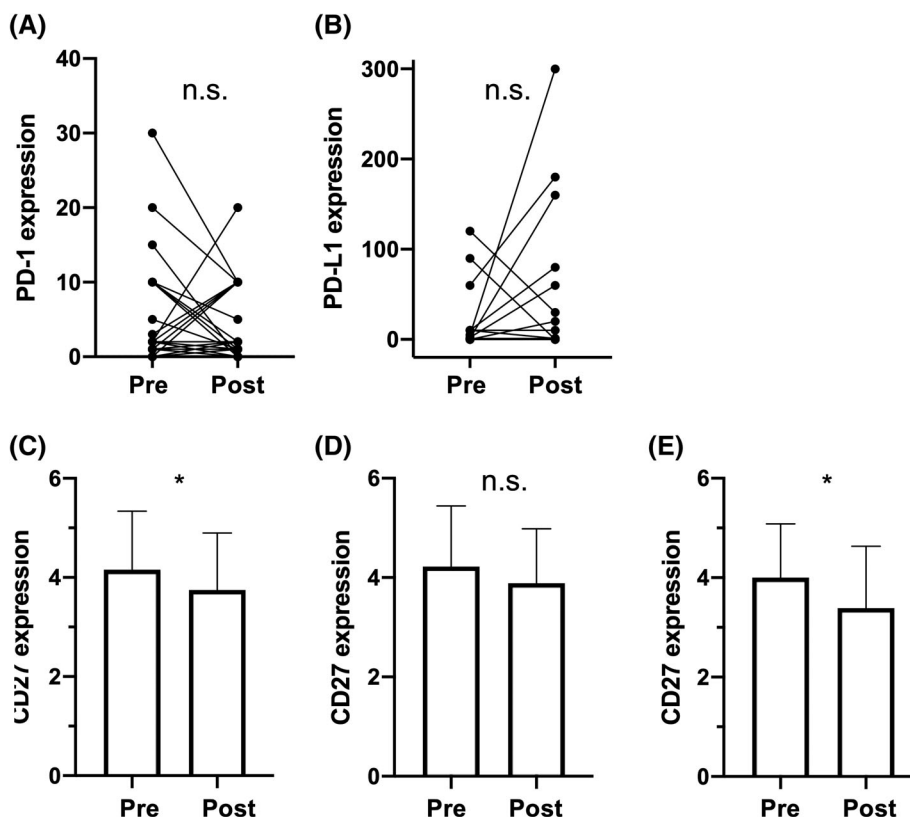 (A)
PD-1 expression
40
30
20
10
0
n.s.
Pre Post
(B)
PD-L1 expression
300
200
100
0
n.s.
Pre Post
(C)
CD27 expression
6
4
2
0
*
Pre Post
(D)
CD27 expression
6
4
2
0
n.s.
Pre Post
(E)
CD27 expression
6
4
2
0
*
Pre Post